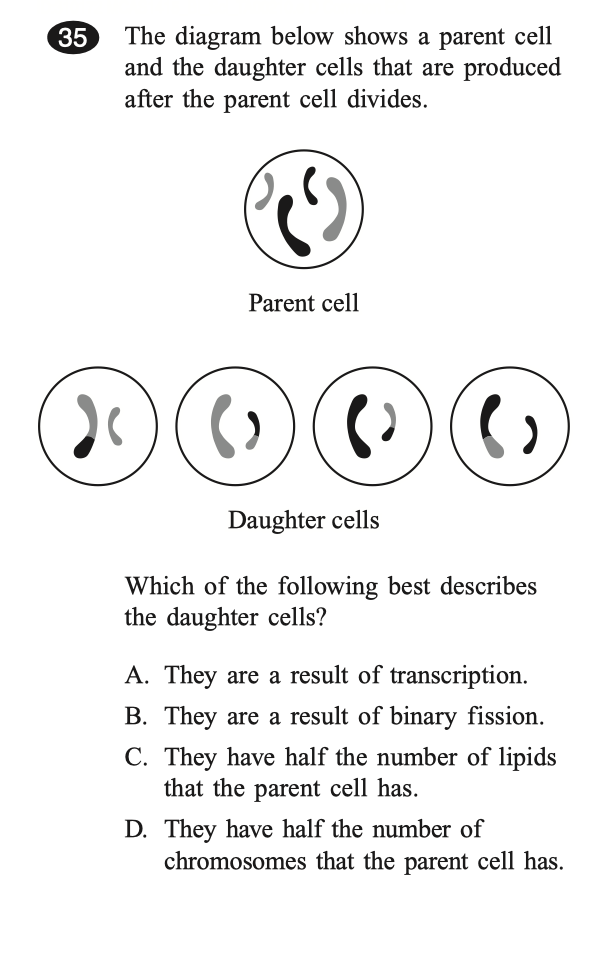 35 The diagram below shows a parent cell
and the daughter cells that are produced
after the parent cell divides.
Parent cell
Daughter cells
Which of the following best describes
the daughter cells?
A. They are a result of transcription.
B. They are a result of binary fission.
C. They have half the number of lipids
that the parent cell has.
D. They have half the number of
chromosomes that the parent cell has.